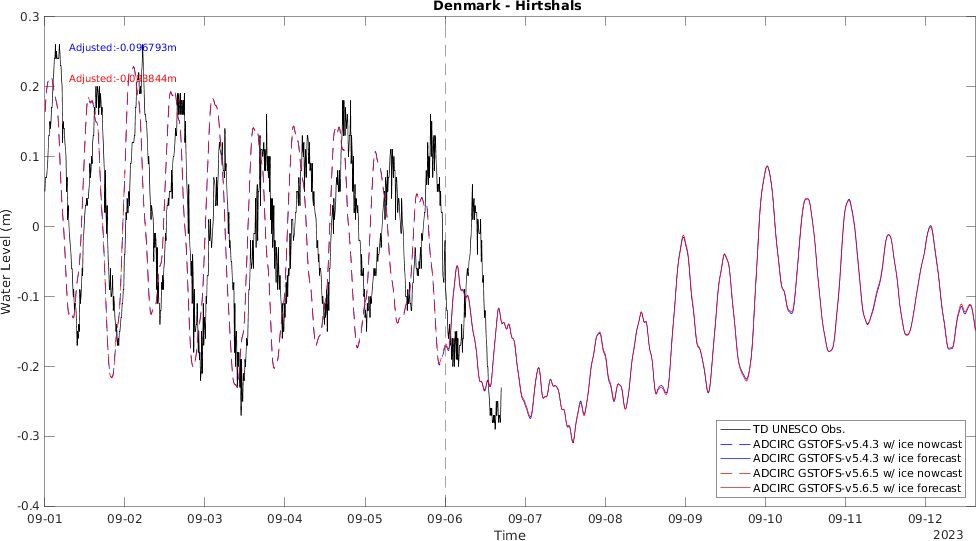 Denmark - Hirtshals
0.3
0.2
0.1
0
-0.1
-0.2
-0.3
-0.4
Water Level (m)
Adjusted:-0.096793m
Adjusted:-0.093844m
TD UNESCO Obs.
ADCIRC GSTOFS-v5.4.3 w/ ice nowcast
ADCIRC GSTOFS-v5.4.3 w/ ice forecast
ADCIRC GSTOFS-v5.6.5 w/ ice nowcast
ADCIRC GSTOFS-v5.6.5 w/ ice forecast
09-01 09-02 09-03 09-04 09-05 09-06 09-07 09-08 09-09 09-10 09-11 09-12
Time
2023